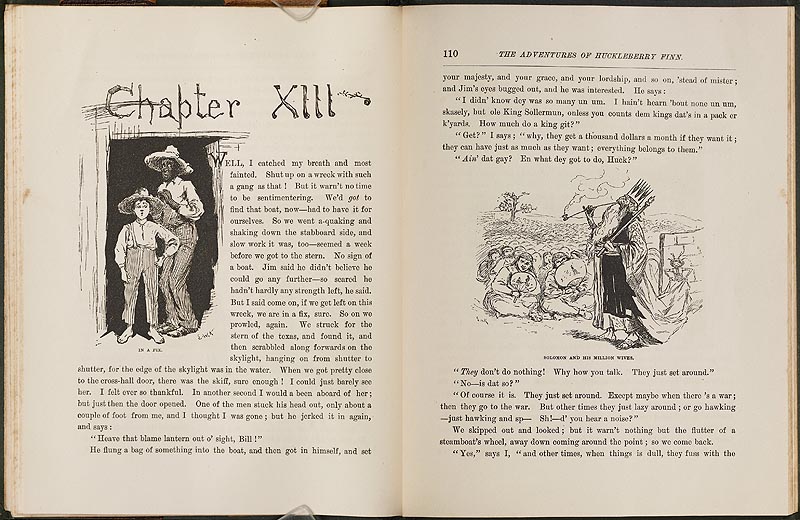 Chapter XIII
WELL, I catched my breath and most
fainted. Shut up on a wreck with such
a gang as that! But it warn't no time
to be sentimentering. We'd got to
find that boat, now—had to have it for
ourselves. So we went a-quaking and
shaking down the stabboard side, and
slow work it was, too—seemed a week
before we got to the stern. No sign of
a boat. Jim said he didn't believe he
could go any further—so scared he
hadn't hardly any strength left, he said.
But I said come on, if we get left on this
wreck, we are in a fix, sure. So on we
prowled, again. We struck for the
stern of the texas, and found it, and
then scrabbled along forwards on the
skylight, hanging on from shutter to
IN A FIX.
shutter, for the edge of the skylight was in the water. When we got pretty close
to the cross-hall door, there was the skiff, sure enough! I could just barely see
her. I felt ever so thankful. In another second I would a been aboard of her;
but just then the door opened. One of the men stuck his head out, only about a
couple of foot from me, and I thought I was gone; but he jerked it in again,
and says:
"Heave that blame lantern out o' sight, Bill!"
He flung a bag of something into the boat, and then got in himself, and set
110 THE ADVENTURES OF HUCKLEBERRY FINN.
your majesty, and your grace, and your lordship, and so on, 'stead of mister;
and Jim's eyes bugged out, and he was interested. He says:
"I didn' know dey was so many un um. I hain't hearn 'bout none un um,
skasely, but ole King Sollermun, onless you counts dem kings dat's in a pack er
k'yards. How much do a king git?"
"Get?" I says; "why, they get a thousand dollars a month if they want it;
they can have just as much as they want; everything belongs to them."
"Ain' dat gay? En what dey got to do, Huck?"
SOLOMON AND HIS MILLION WIVES.
"They don't do nothing! Why how you talk. They just set around."
"No—is dat so?"
"Of course it is. They just set around. Except maybe when there's a war;
then they go to the war. But other times they just lazy around; or go hawking
—just hawking and sp— Sh!—d' you hear a noise?"
We skipped out and looked; but it warn't nothing but the flutter of a
steamboat's wheel, away down coming around the point; so we come back.
"Yes," says I, "and other times, when things is dull, they fuss with the